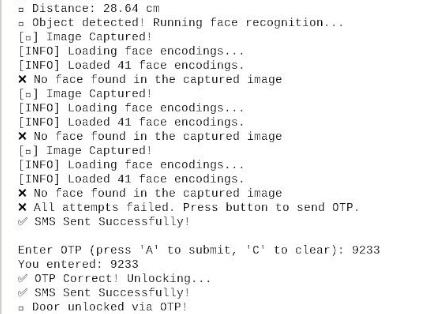 ▯ Distance: 28.64 cm
▯ Object detected! Running face recognition...
[▯] Image Captured!
[INFO] Loading face encodings...
[INFO] Loaded 41 face encodings.
❌ No face found in the captured image
[▯] Image Captured!
[INFO] Loading face encodings...
[INFO] Loaded 41 face encodings.
❌ No face found in the captured image
[▯] Image Captured!
[INFO] Loading face encodings...
[INFO] Loaded 41 face encodings.
❌ No face found in the captured image
❌ All attempts failed. Press button to send OTP.
✅ SMS Sent Successfully!
Enter OTP (press 'A' to submit, 'C' to clear): 9233
You entered: 9233
✅ OTP Correct! Unlocking...
✅ SMS Sent Successfully!
▯ Door unlocked via OTP!